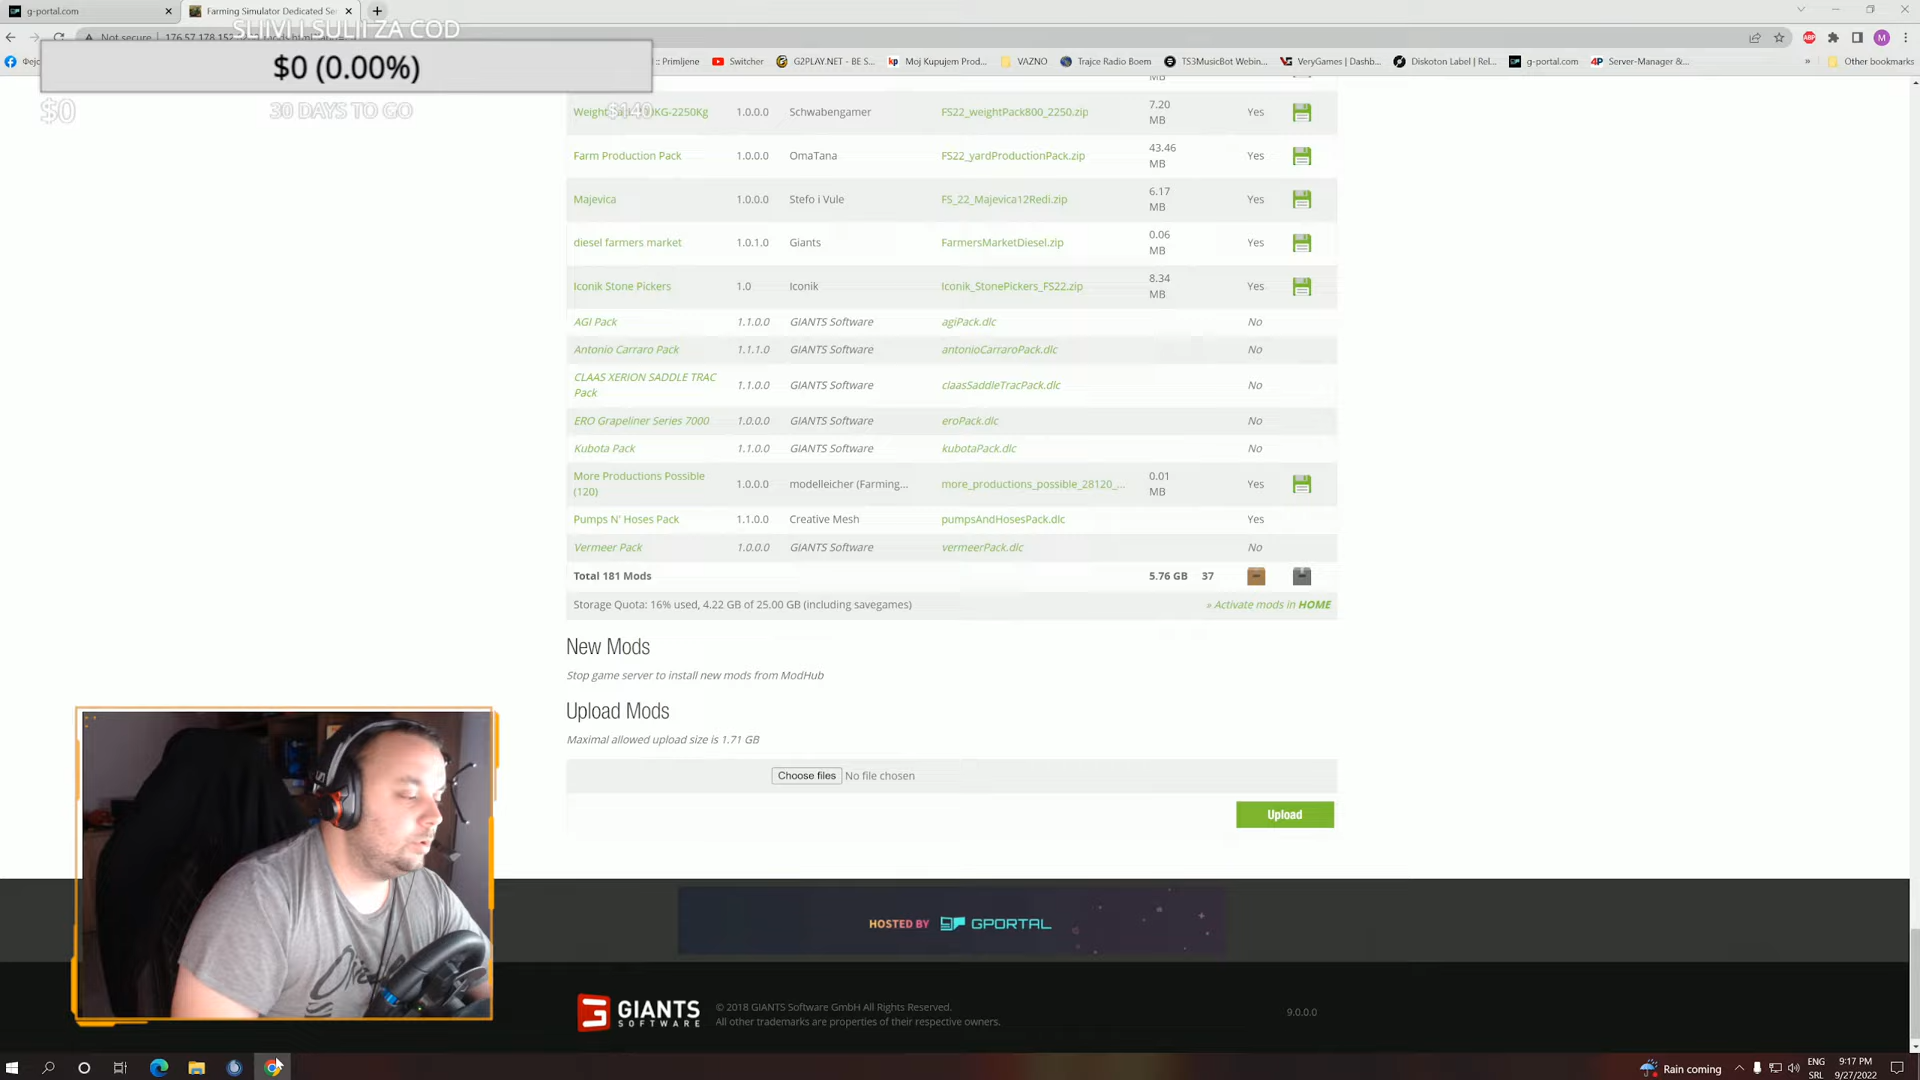 g-portal.com
Farming Simulator Dedicated Se
SLIVI I SULJI ZA COD
Not secure
176.57.178.152
$0 (0.00%)
$0
30 DAYS TO GO
$140
:: Primljene
Switcher
G2PLAY.NET - BE S...
Moj Kupujem Prod...
VAZNO
Trajce Radio Boem
TS3MusicBot Webin...
VeryGames | Dashb...
Diskoton Label | Rel...
g-portal.com
Server-Manager &...
»
Other bookmarks
MB
KG-2250Kg 1.0.0.0 Schwabengamer FS22_weightPack800_2250.zip 7.20 MB Yes
Farm Production Pack 1.0.0.0 OmaTana FS22_yardProductionPack.zip 43.46 MB Yes
Majevica 1.0.0.0 Stefo i Vule FS_22_Majevica12Redi.zip 6.17 MB Yes
diesel farmers market 1.0.1.0 Giants FarmersMarketDiesel.zip 0.06 MB Yes
Iconik Stone Pickers 1.0 Iconik Iconik_StonePickers_FS22.zip 8.34 MB Yes
AGI Pack 1.1.0.0 GIANTS Software agiPack.dlc No
Antonio Carraro Pack 1.1.1.0 GIANTS Software antonioCarraroPack.dlc No
CLAAS XERION SADDLE TRAC Pack 1.1.0.0 GIANTS Software claasSaddleTracPack.dlc No
ERO Grapeliner Series 7000 1.0.0.0 GIANTS Software eroPack.dlc No
Kubota Pack 1.1.0.0 GIANTS Software kubotaPack.dlc No
More Productions Possible (120) 1.0.0.0 modelleicher (Farming... more_productions_possible_28120_... 0.01 MB Yes
Pumps N' Hoses Pack 1.1.0.0 Creative Mesh pumpsAndHosesPack.dlc Yes
Vermeer Pack 1.0.0.0 GIANTS Software vermeerPack.dlc No
Total 181 Mods 5.76 GB 37
Storage Quota: 16% used, 4.22 GB of 25.00 GB (including savegames) » Activate mods in HOME
New Mods
Stop game server to install new mods from ModHub
Upload Mods
Maximal allowed upload size is 1.71 GB
Choose files No file chosen
Upload
HOSTED BY GPORTAL
GIANTS SOFTWARE
© 2018 GIANTS Software GmbH All Rights Reserved.
All other trademarks are properties of their respective owners.
9.0.0.0
Rain coming
ENG
SRL
9:17 PM
9/27/2022